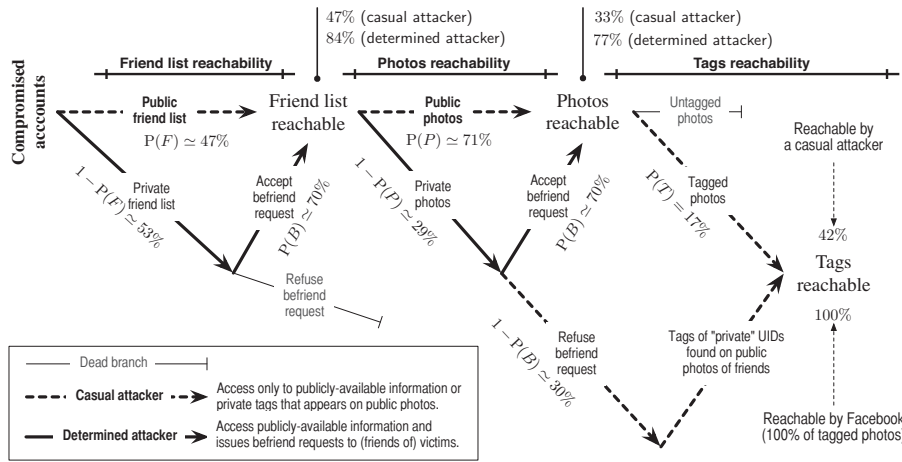 47% (casual attacker)
84% (determined attacker)
33% (casual attacker)
77% (determined attacker)
Friend list reachability
Photos reachability
Tags reachability
Compromised
acccounts
Public
friend list
P(F) ≃ 47%
Friend list
reachable
Public
photos
P(P) ≃ 71%
Photos
reachable
Untagged
photos
Reachable by
a casual attacker
1 − P(F) ≃ 53%
Private
friend list
Accept
befriend
request
P(B) ≃ 70%
1 − P(P) ≃ 29%
Private
photos
Accept
befriend
request
P(B) ≃ 70%
P(T) = 17%
Tagged
photos
42%
Tags
reachable
100%
Refuse
befriend
request
1 − P(B) ≃ 30%
Refuse
befriend
request
Tags of "private" UIDs
found on public
photos of friends
Reachable by Facebook
(100% of tagged photos)
Dead branch
Casual attacker
Access only to publicly-available information or
private tags that appears on public photos.
Determined attacker
Access publicly-available information and
issues befriend requests to (friends of) victims.